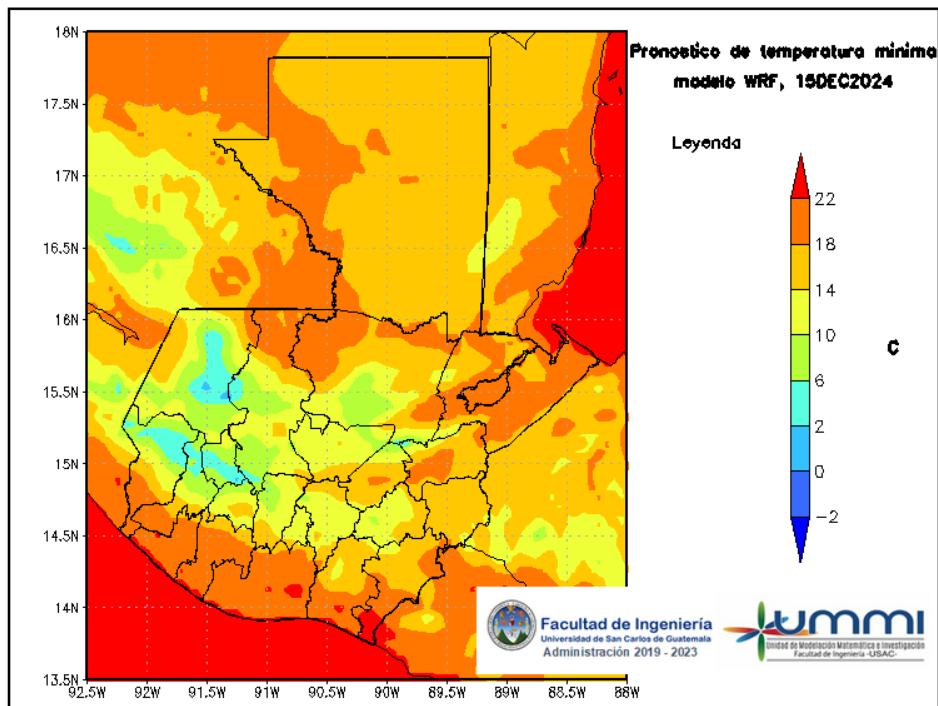 Pronostico de temperatura minima
modelo WRF, 15DEC2024
Leyenda
22
18
14
10
6
2
0
−2
C
18N
17.5N
17N
16.5N
16N
15.5N
15N
14.5N
14N
13.5N
92.5W 92W 91.5W 91W 90.5W 90W 89.5W 89W 88.5W 88W
Facultad de Ingeniería
Universidad de San Carlos de Guatemala
Administración 2019 - 2023
UMMI
Unidad de Modelación Matemática e Investigación
Facultad de Ingeniería -USAC-